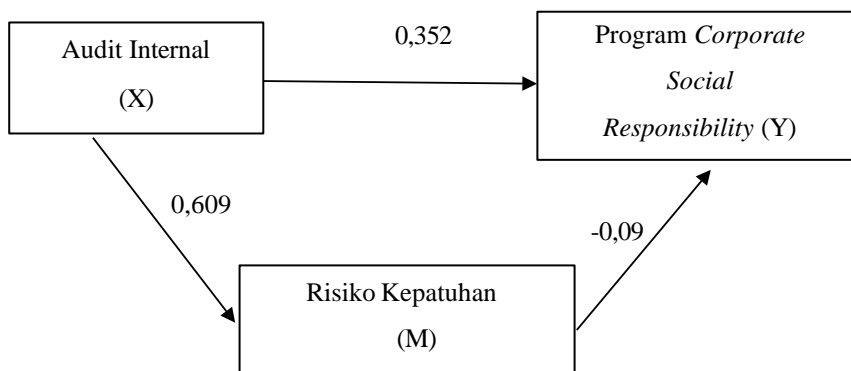 Audit Internal
(X)
0,352
Program Corporate
Social
Responsibility (Y)
0,609
-0,09
Risiko Kepatuhan
(M)